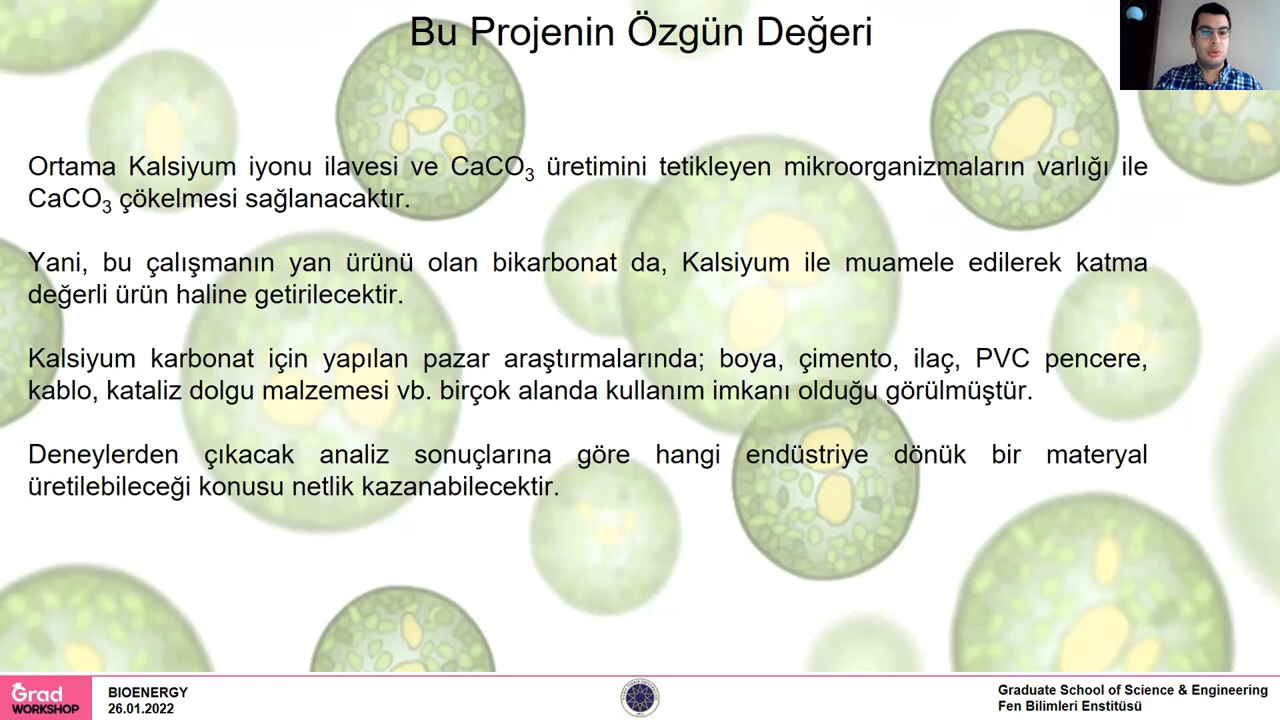 Bu Projenin Özgün Değeri
Ortama Kalsiyum iyonu ilavesi ve CaCO₃ üretimini tetikleyen mikroorganizmaların varlığı ile
CaCO₃ çökelmesi sağlanacaktır.
Yani, bu çalışmanın yan ürünü olan bikarbonat da, Kalsiyum ile muamele edilerek katma
değerli ürün haline getirilecektir.
Kalsiyum karbonat için yapılan pazar araştırmalarında; boya, çimento, ilaç, PVC pencere,
kablo, kataliz dolgu malzemesi vb. birçok alanda kullanım imkanı olduğu görülmüştür.
Deneylerden çıkacak analiz sonuçlarına göre hangi endüstriye dönük bir materyal
üretilebileceği konusu netlik kazanabilecektir.
Grad
WORKSHOP
BIOENERGY
26.01.2022
Graduate School of Science & Engineering
Fen Bilimleri Enstitüsü